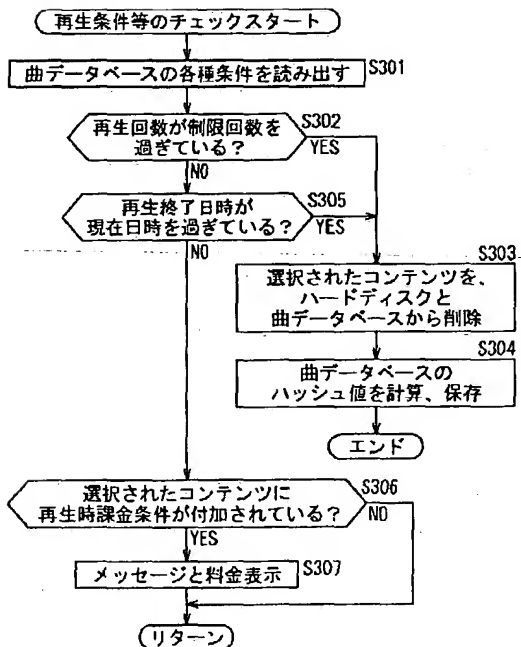 再生条件等のチェックスタート
曲データベースの各種条件を読み出す
S301
再生回数が制限回数を
過ぎている?
S302
YES
NO
再生終了日時が
現在日時を過ぎている?
S305
YES
NO
S303
選択されたコンテンツを、
ハードディスクと
曲データベースから削除
S304
曲データベースの
ハッシュ値を計算、保存
エンド
選択されたコンテンツに
再生時課金条件が付加されている?
S306
NO
YES
メッセージと料金表示
S307
リターン